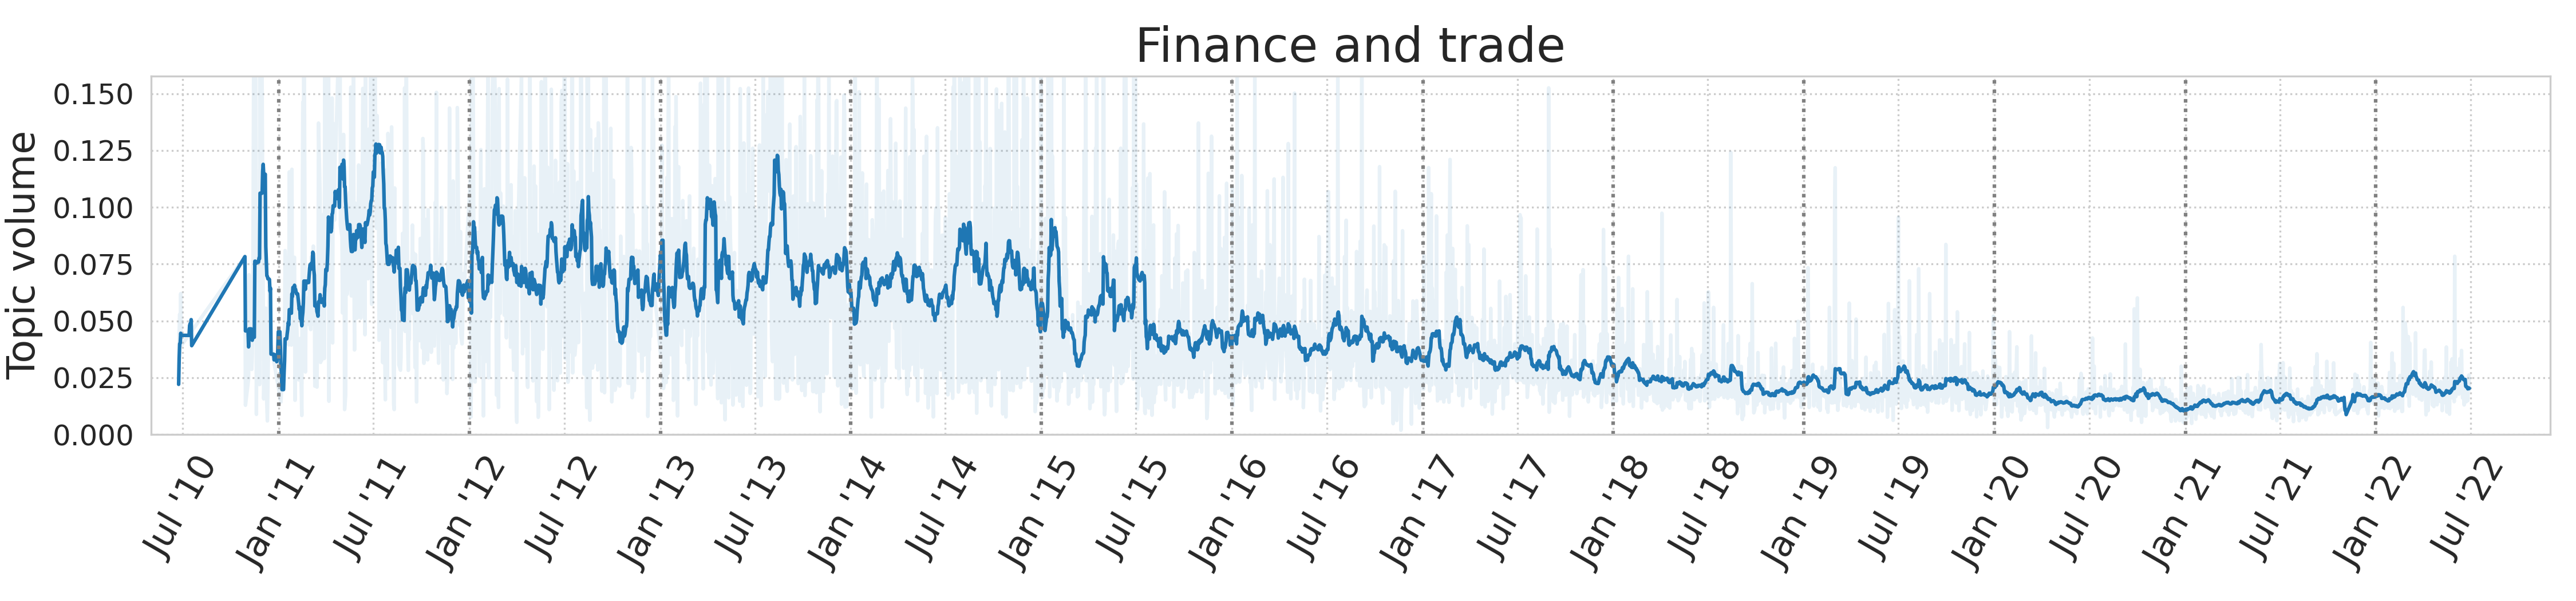 Finance and trade
Topic volume
0.150
0.125
0.100
0.075
0.050
0.025
0.000
Jul '10
Jan '11
Jul '11
Jan '12
Jul '12
Jan '13
Jul '13
Jan '14
Jul '14
Jan '15
Jul '15
Jan '16
Jul '16
Jan '17
Jul '17
Jan '18
Jul '18
Jan '19
Jul '19
Jan '20
Jul '20
Jan '21
Jul '21
Jan '22
Jul '22